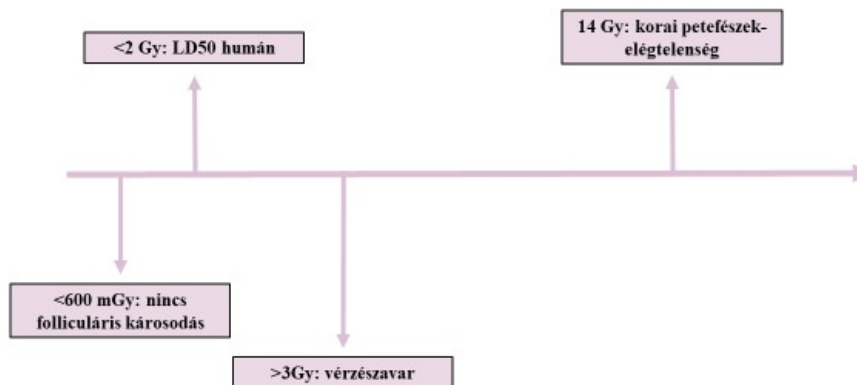 <2 Gy: LD50 humán
14 Gy: korai petefészek-
elégtelenség
<600 mGy: nincs
folliculáris károsodás
>3Gy: vérzészavar